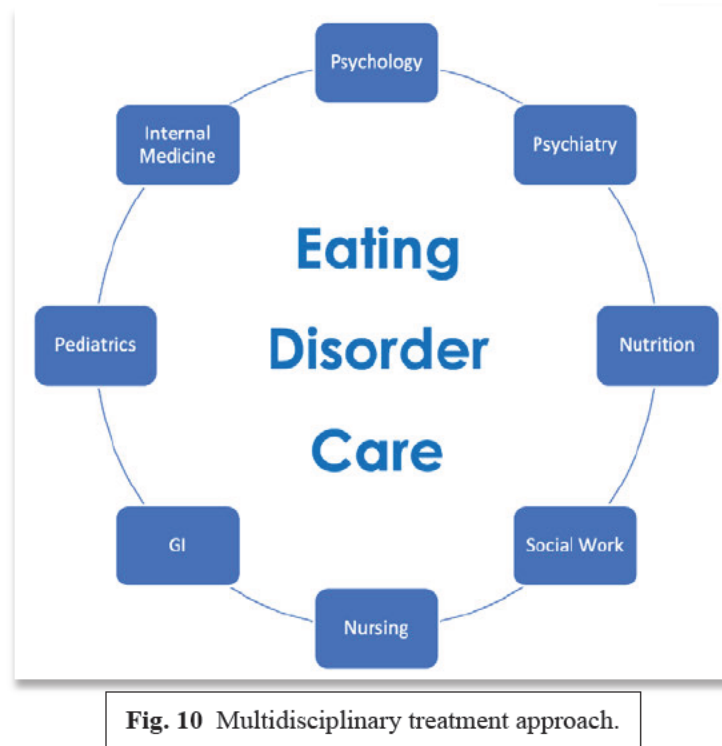 Psychology
Psychiatry
Nutrition
Social Work
Nursing
GI
Pediatrics
Internal
Medicine
Eating
Disorder
Care
Fig. 10 Multidisciplinary treatment approach.